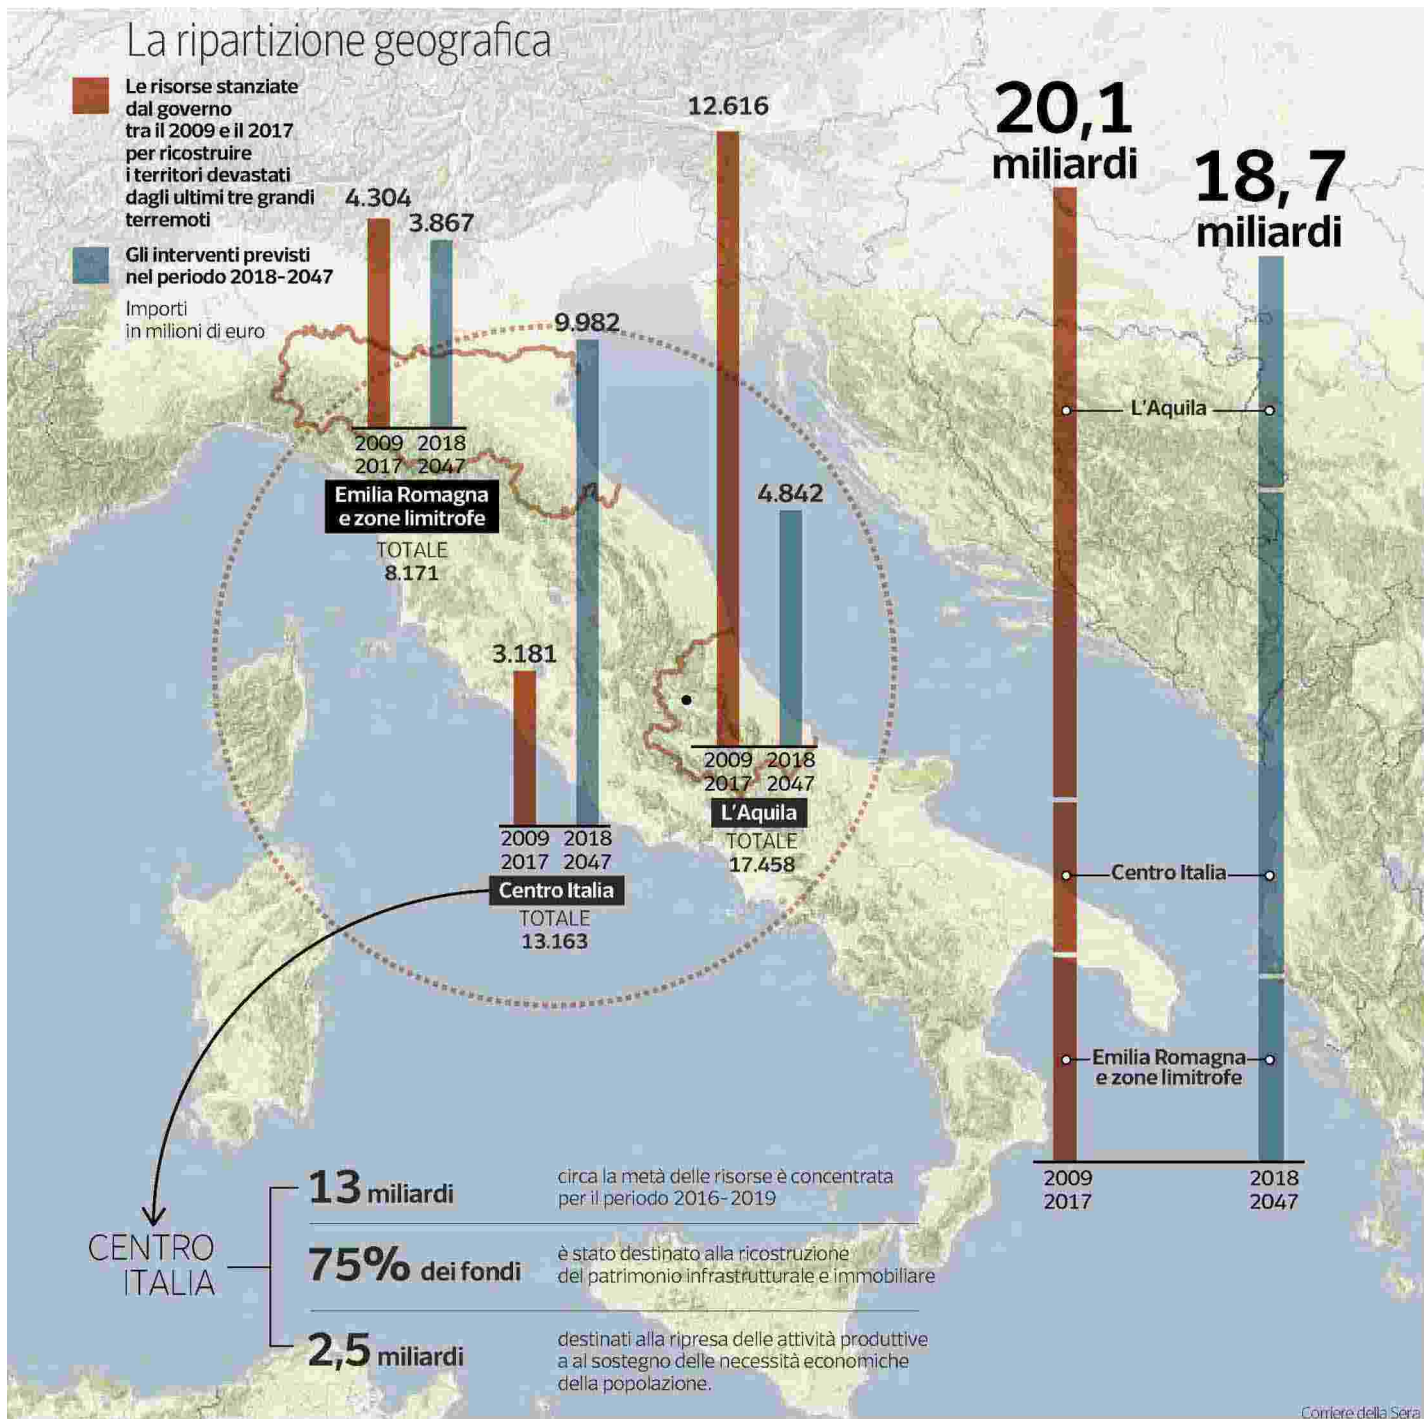 La ripartizione geografica
Le risorse stanziate
dal governo
tra il 2009 e il 2017
per ricostruire
i territori devastati
dagli ultimi tre grandi
terremoti
Gli interventi previsti
nel periodo 2018-2047
Importi
in milioni di euro
4.304
3.867
2009 2018
2017 2047
Emilia Romagna
e zone limitrofe
TOTALE
8.171
3.181
9.982
2009 2018
2017 2047
Centro Italia
TOTALE
13.163
12.616
4.842
2009 2018
2017 2047
L'Aquila
TOTALE
17.458
20,1
miliardi
18,7
miliardi
L'Aquila
Centro Italia
Emilia Romagna
e zone limitrofe
2009 2018
2017 2047
CENTRO
ITALIA
13 miliardi
circa la metà delle risorse è concentrata
per il periodo 2016-2019
75% dei fondi
è stato destinato alla ricostruzione
del patrimonio infrastrutturale e immobiliare
2,5 miliardi
destinati alla ripresa delle attività produttive
a al sostegno delle necessità economiche
della popolazione.
Corriere della Sera